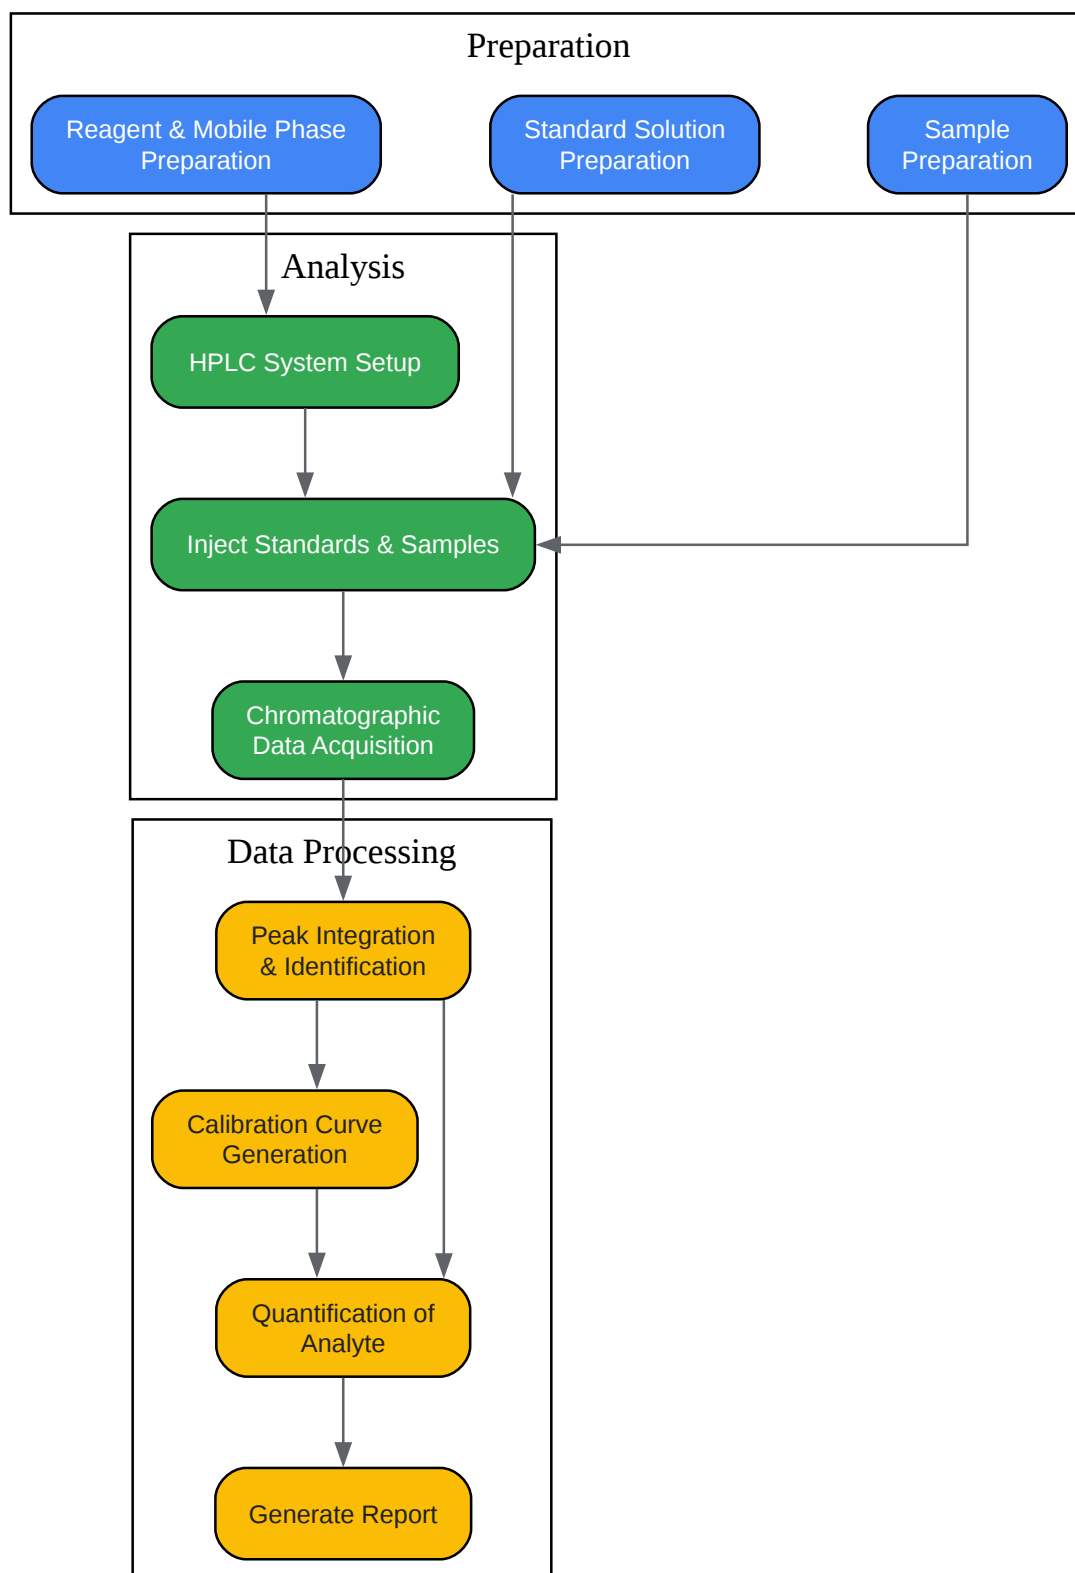 Preparation
Reagent & Mobile Phase
Preparation
Standard Solution
Preparation
Sample
Preparation
Analysis
HPLC System Setup
Inject Standards & Samples
Chromatographic
Data Acquisition
Data Processing
Peak Integration
& Identification
Calibration Curve
Generation
Quantification of
Analyte
Generate Report